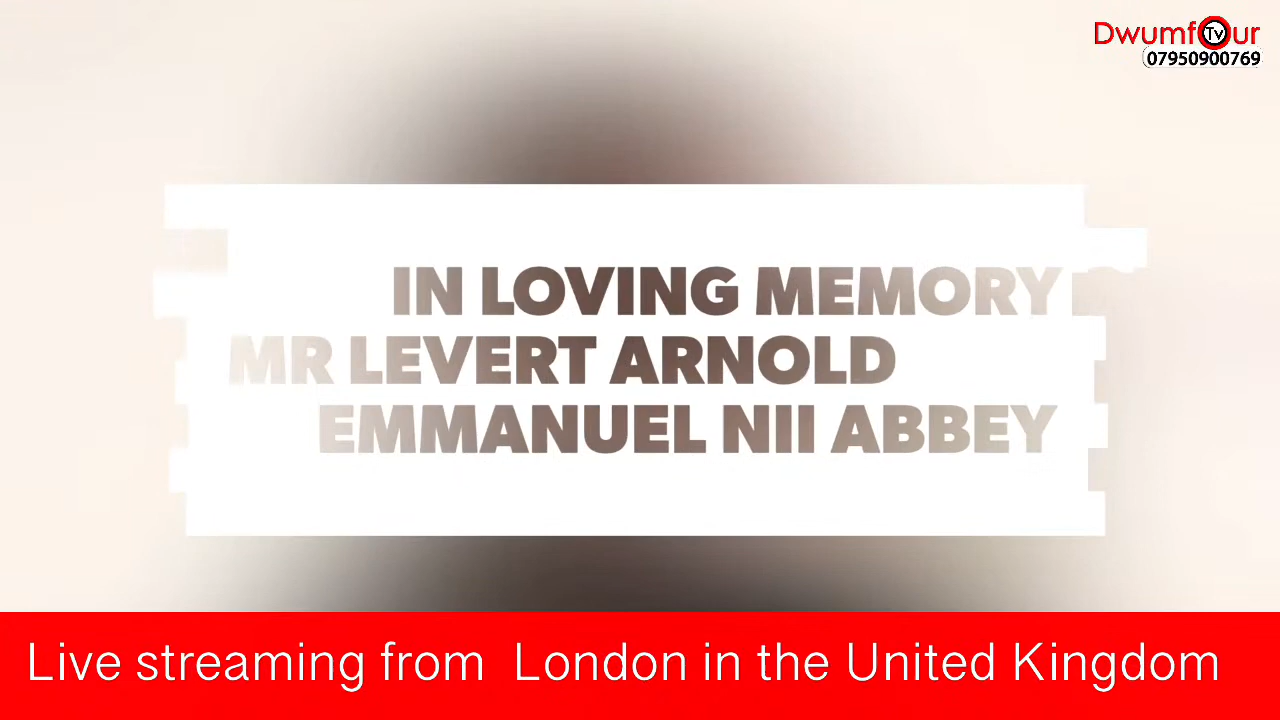 DwumfOur
Tv
07950900769
IN LOVING MEMORY
MR LEVERT ARNOLD
EMMANUEL NII ABBEY
Live streaming from London in the United Kingdom